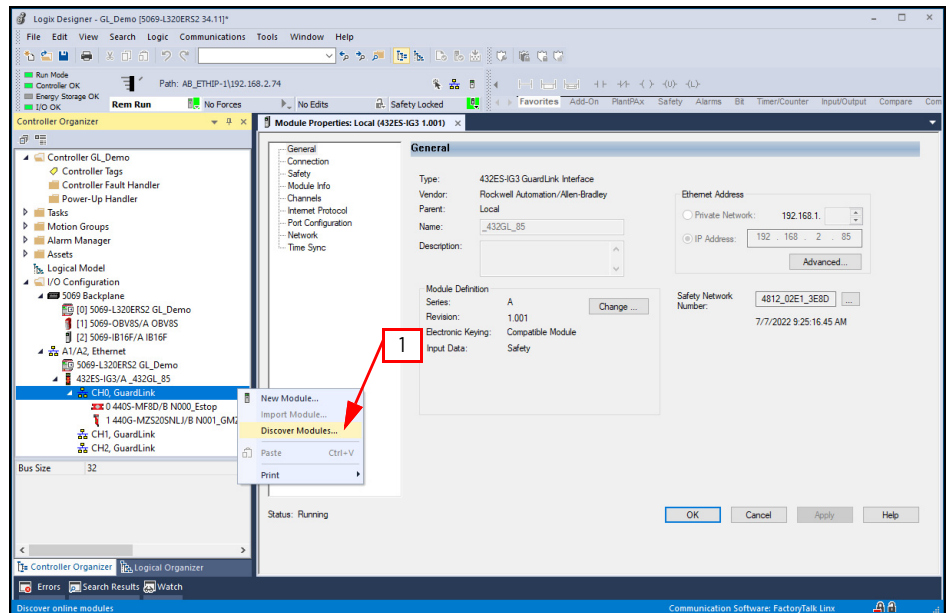 Logix Designer - GL_Demo [5069-L320ERS2 34.11]*
File Edit View Search Logic Communications Tools Window Help
Run Mode
Controller OK
Energy Storage OK
I/O OK
Path: AB_ETHIP-1\192.168.2.74
Rem Run No Forces No Edits Safety Locked
Favorites Add-On PlantPAx Safety Alarms Bit Timer/Counter Input/Output Compare Com
Controller Organizer
Module Properties: Local (432ES-IG3 1.001) ×
Controller GL_Demo
Controller Tags
Controller Fault Handler
Power-Up Handler
Tasks
Motion Groups
Alarm Manager
Assets
Logical Model
I/O Configuration
5069 Backplane
[0] 5069-L320ERS2 GL_Demo
[1] 5069-OBV8S/A OBV8S
[2] 5069-IB16F/A IB16F
A1/A2, Ethernet
5069-L320ERS2 GL_Demo
432ES-IG3/A _432GL_85
CH0, GuardLink
0 440S-MF8D/B N000_Estop
1 440G-MZS20SNLJ/B N001_GMZ
CH1, GuardLink
CH2, GuardLink
Bus Size 32
New Module...
Import Module...
Discover Modules...
Paste Ctrl+V
Print
1
General
Connection
Safety
Module Info
Channels
Internet Protocol
Port Configuration
Network
Time Sync
General
Type: 432ES-IG3 GuardLink Interface
Vendor: Rockwell Automation/Allen-Bradley
Parent: Local
Name: _432GL_85
Description:
Module Definition
Series: A
Change ...
Revision: 1.001
Electronic Keying: Compatible Module
Input Data: Safety
Ethernet Address
Private Network: 192.168.1.
IP Address: 192 . 168 . 2 . 85
Advanced...
Safety Network Number: 4812_02E1_3E8D ...
7/7/2022 9:25:16.45 AM
Status: Running
OK Cancel Apply Help
Controller Organizer Logical Organizer
Errors Search Results Watch
Discover online modules
Communication Software: FactoryTalk Linx